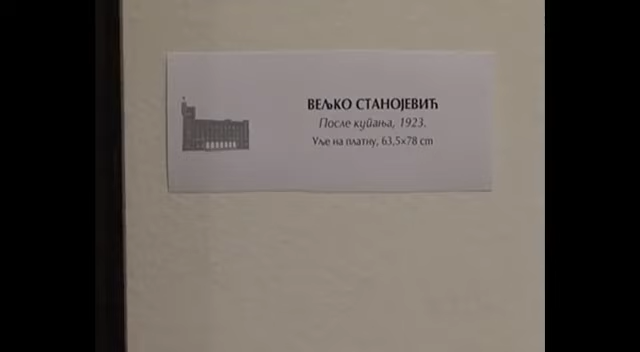 ВЕЉКО СТАНОЈЕВИЋ
После купања, 1923.
Уље на платну, 63,5×78 cm